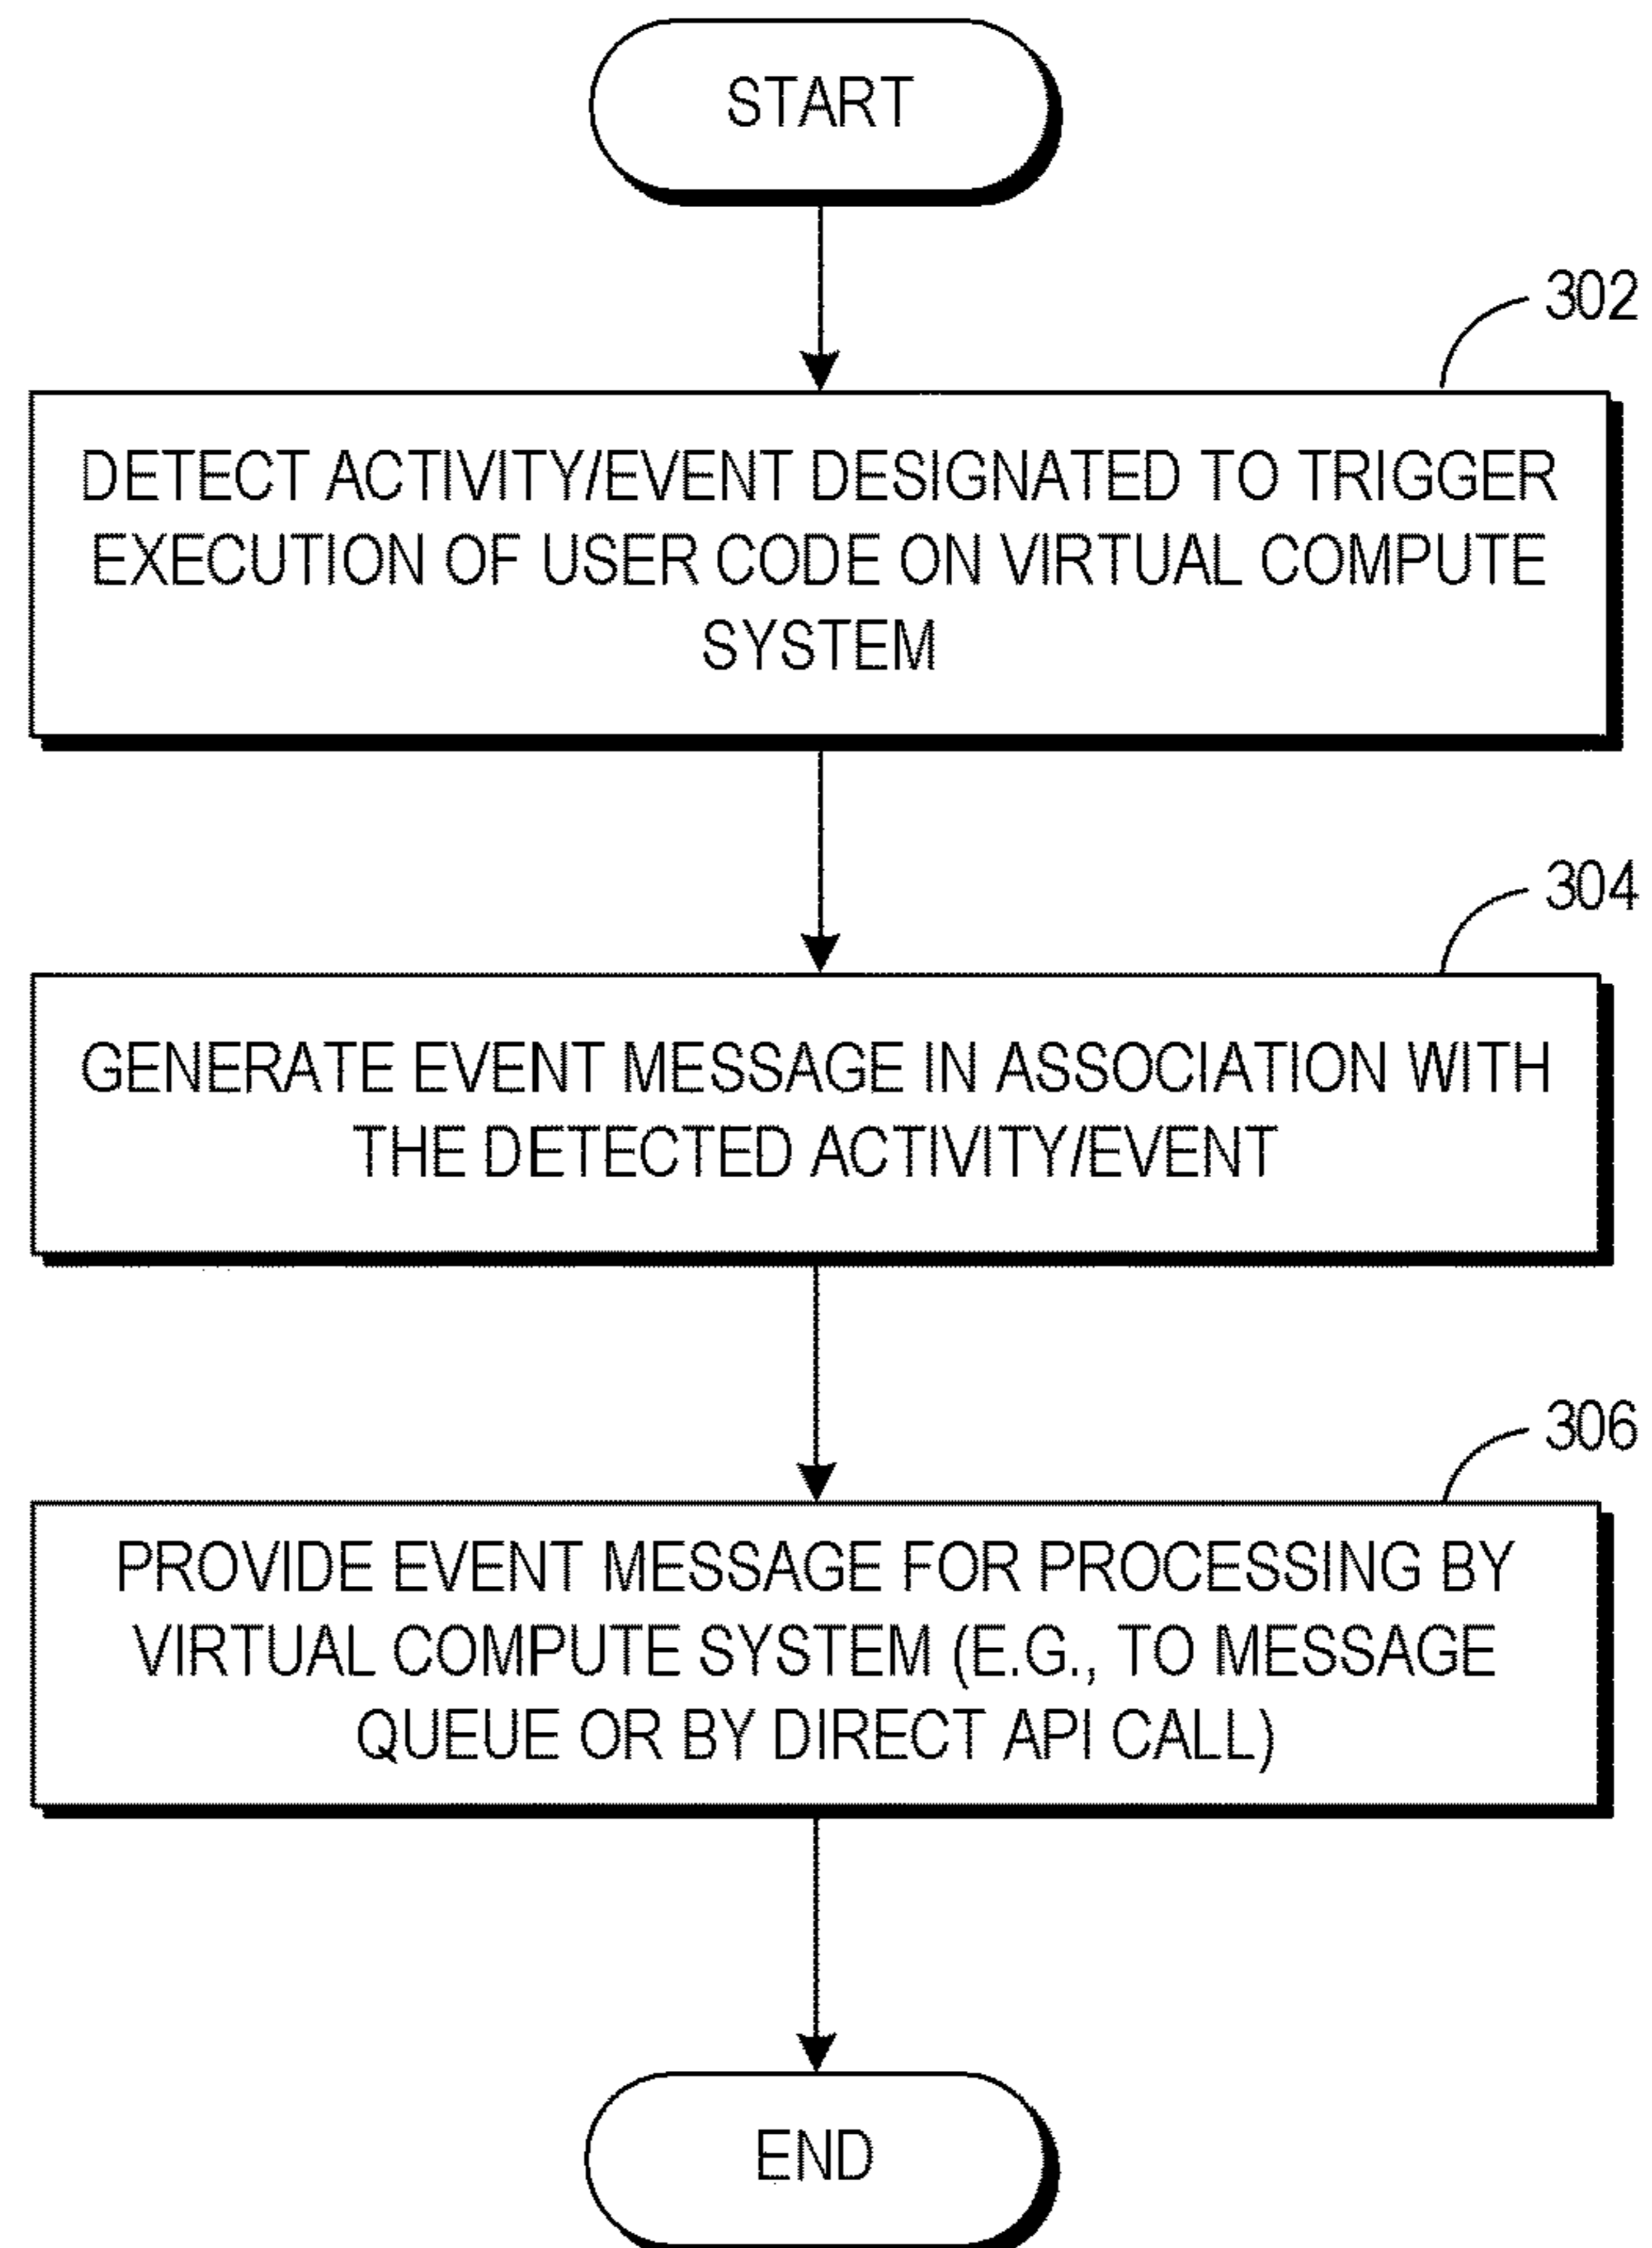 START
302
DETECT ACTIVITY/EVENT DESIGNATED TO TRIGGER
EXECUTION OF USER CODE ON VIRTUAL COMPUTE
SYSTEM
304
GENERATE EVENT MESSAGE IN ASSOCIATION WITH
THE DETECTED ACTIVITY/EVENT
306
PROVIDE EVENT MESSAGE FOR PROCESSING BY
VIRTUAL COMPUTE SYSTEM (E.G., TO MESSAGE
QUEUE OR BY DIRECT API CALL)
END